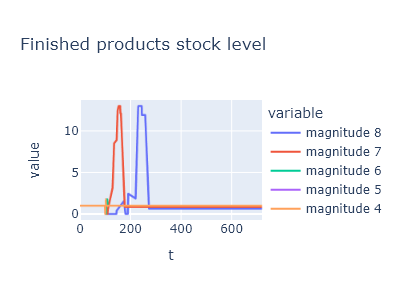 Finished products stock level
variable
magnitude 8
magnitude 7
magnitude 6
magnitude 5
magnitude 4
value
10
5
0
0
200
400
600
t